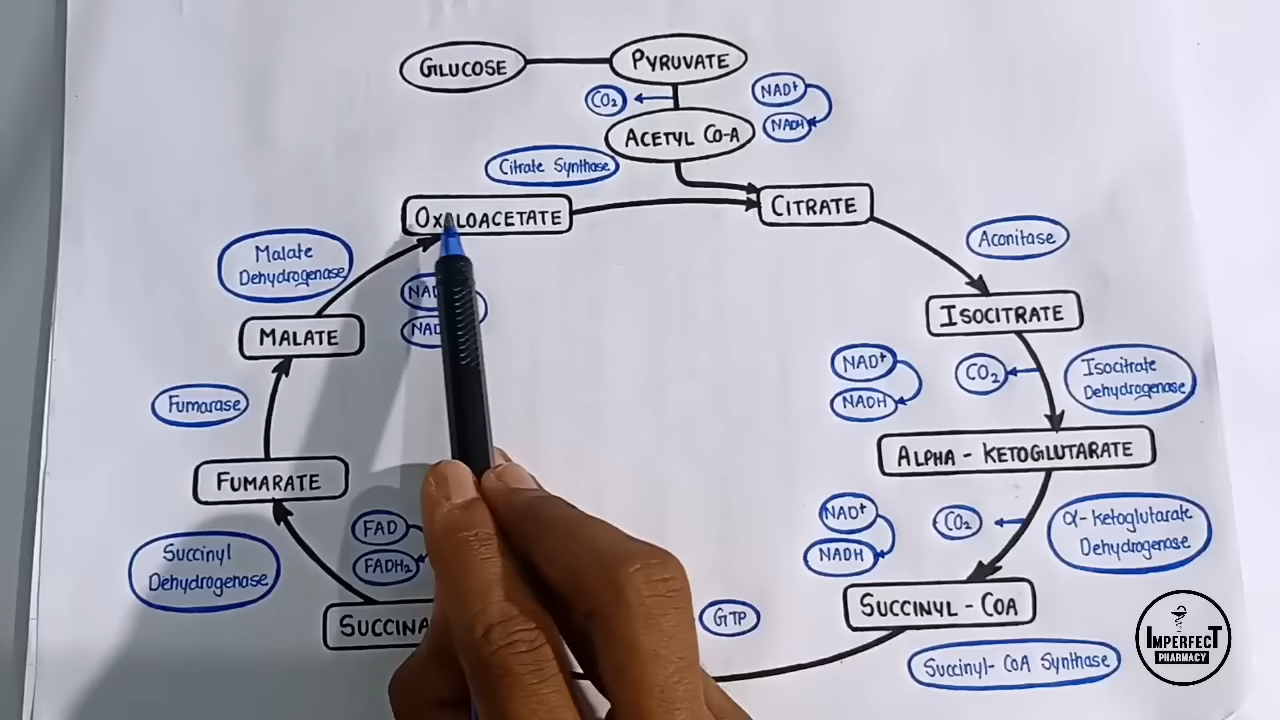 GLUCOSE
PYRUVATE
CO₂
NAD⁺
NADH
ACETYL CO-A
Citrate Synthase
OXALOACETATE
CITRATE
Malate
Dehydrogenase
Aconitase
MALATE
ISOCITRATE
NAD⁺
NADH
CO₂
Isocitrate
Dehydrogenase
Fumarase
ALPHA - KETOGLUTARATE
FUMARATE
FAD
FADH₂
NAD⁺
NADH
CO₂
α-ketoglutarate
Dehydrogenase
Succinyl
Dehydrogenase
SUCCINYL - COA
GTP
Succinyl-CoA Synthase
IMPERFECT
PHARMACY